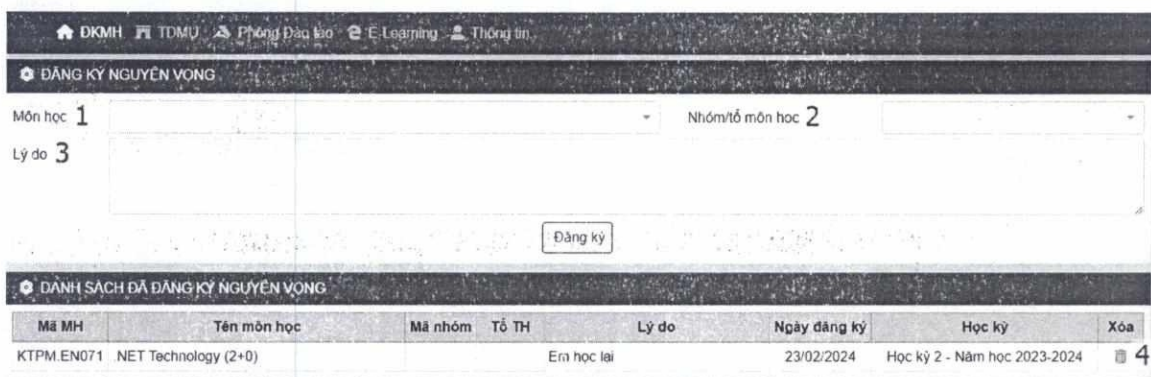 ĐKMH TDMU Phòng Đào tạo E-Learning Thông tin
ĐĂNG KÝ NGUYỆN VỌNG
Môn học 1 Nhóm/tổ môn hoc 2
Lý do 3
Đăng ký
DANH SÁCH ĐÃ ĐĂNG KÝ NGUYỆN VỌNG
Mã MH Tên môn học Mã nhóm Tổ TH Lý do Ngày đăng ký Học kỳ Xóa
KTPM.EN071 .NET Technology (2+0) Em học lại 23/02/2024 Học kỳ 2 - Năm học 2023-2024 4